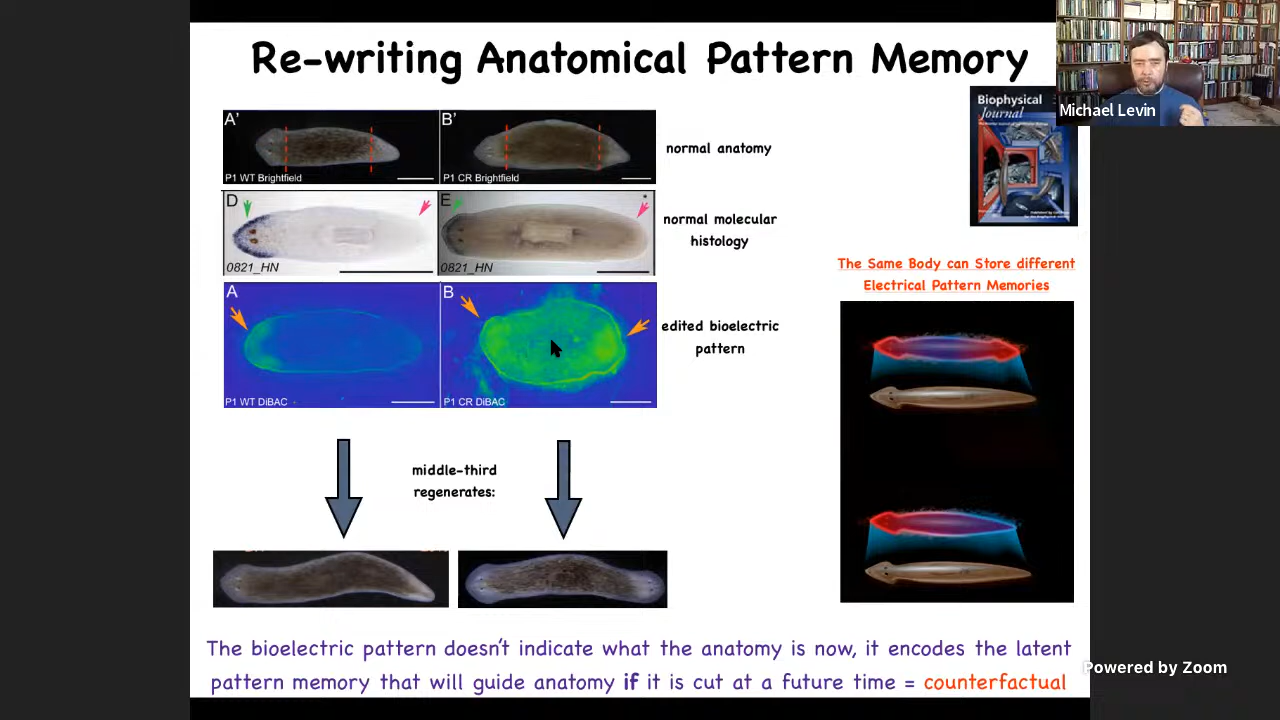 Re-writing Anatomical Pattern Memory
Michael Levin
Biophysical
Journal
A'
P1 WT Brightfield
B'
P1 CR Brightfield
normal anatomy
D
0821_HN
E
0821_HN
normal molecular
histology
The Same Body can Store different
Electrical Pattern Memories
A
P1 WT DiBAC
B
P1 CR DiBAC
edited bioelectric
pattern
middle-third
regenerates:
The bioelectric pattern doesn't indicate what the anatomy is now, it encodes the latent
pattern memory that will guide anatomy if it is cut at a future time = counterfactual
Powered by Zoom